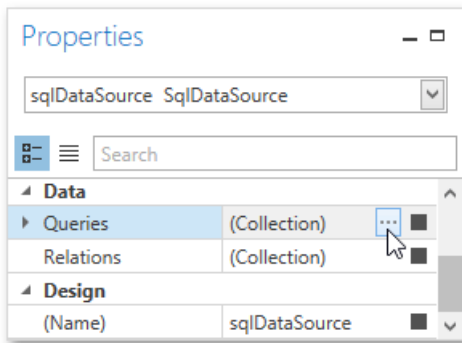 Properties
sqlDataSource SqlDataSource
Search
Data
Queries (Collection) ...
Relations (Collection)
Design
(Name) sqlDataSource